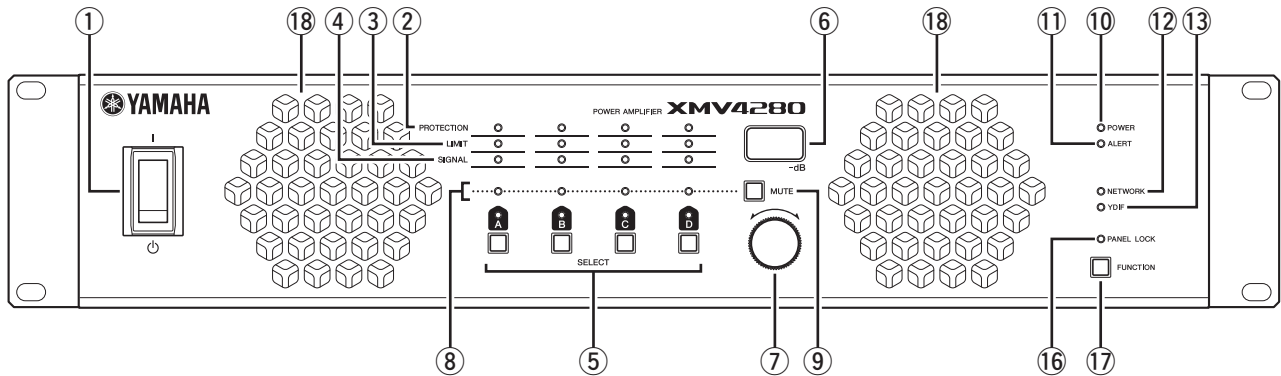 ① ⑱ ④ ③ ② ⑥ ⑱ ⑪ ⑩ ⑫ ⑬
YAMAHA
POWER AMPLIFIER XMV4280
PROTECTION
LIMIT
SIGNAL
-dB
MUTE
A B C D
SELECT
POWER
ALERT
NETWORK
YDIF
PANEL LOCK
FUNCTION
⑧ ⑤ ⑦ ⑨ ⑯ ⑰